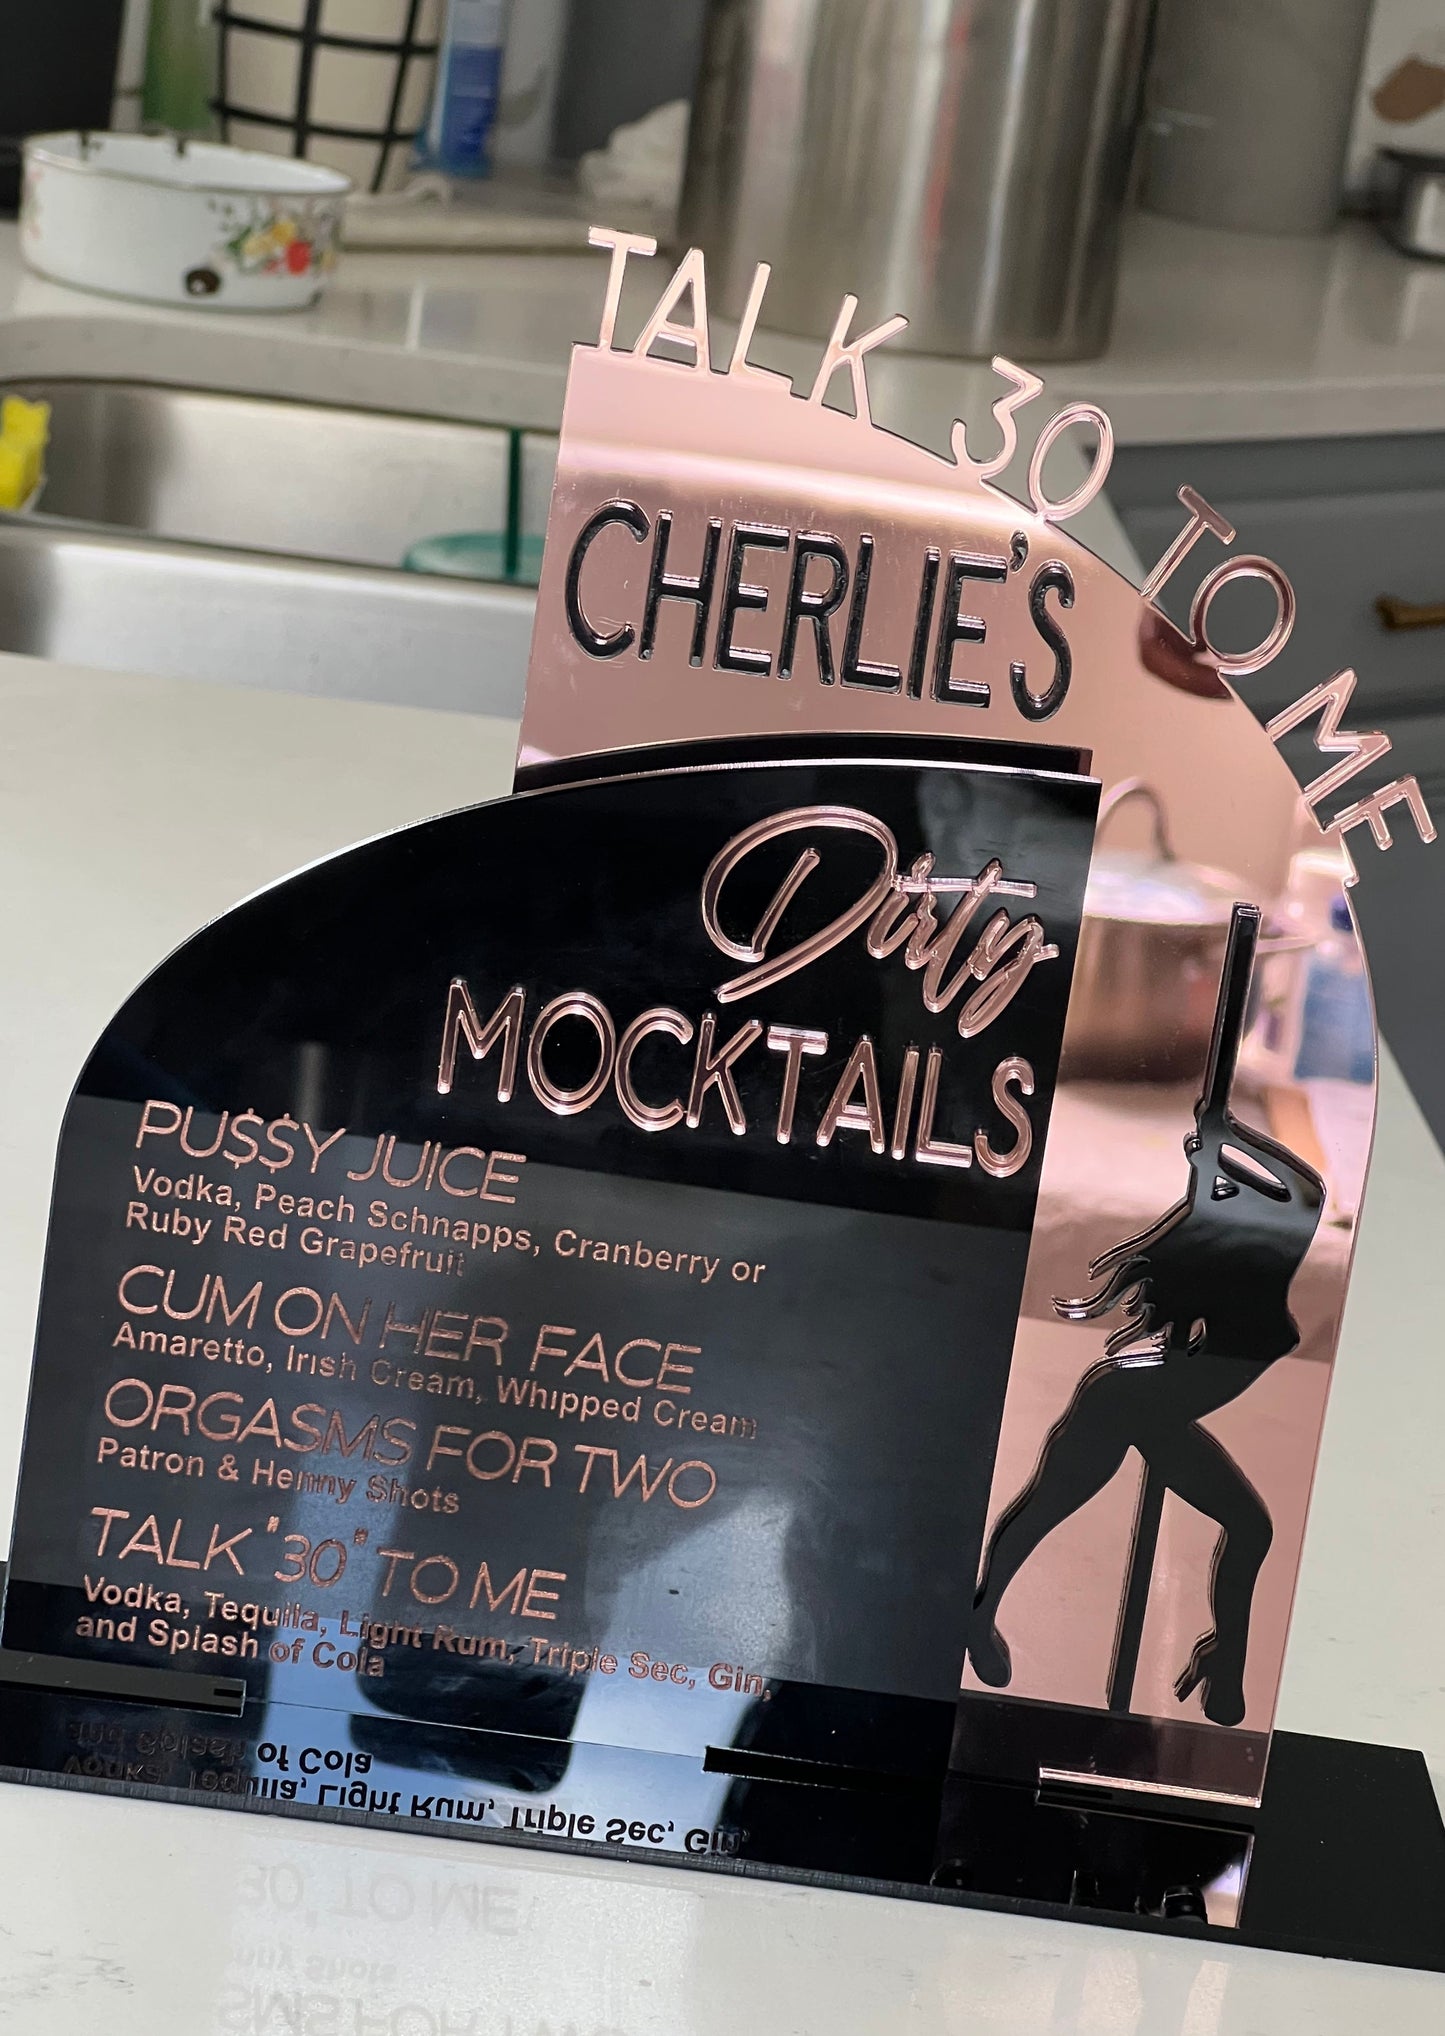 TALK 30 TO ME
CHERLIE'S
Dirty
MOCKTAILS
PU$$Y JUICE
Vodka, Peach Schnapps, Cranberry or
Ruby Red Grapefruit
CUM ON HER FACE
Amaretto, Irish Cream, Whipped Cream
ORGASMS FOR TWO
Patron & Henny Shots
TALK "30" TO ME
Vodka, Tequila, Light Rum, Triple Sec, Gin,
and Splash of Cola